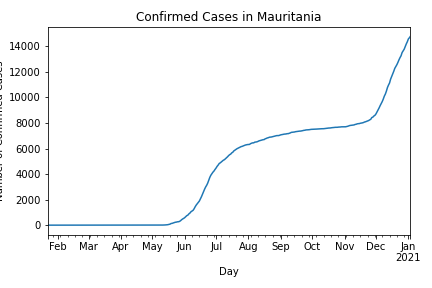 Confirmed Cases in Mauritania
14000
12000
10000
8000
6000
4000
2000
0
Number of Confirmed Cases
Feb Mar Apr May Jun Jul Aug Sep Oct Nov Dec Jan
2021
Day